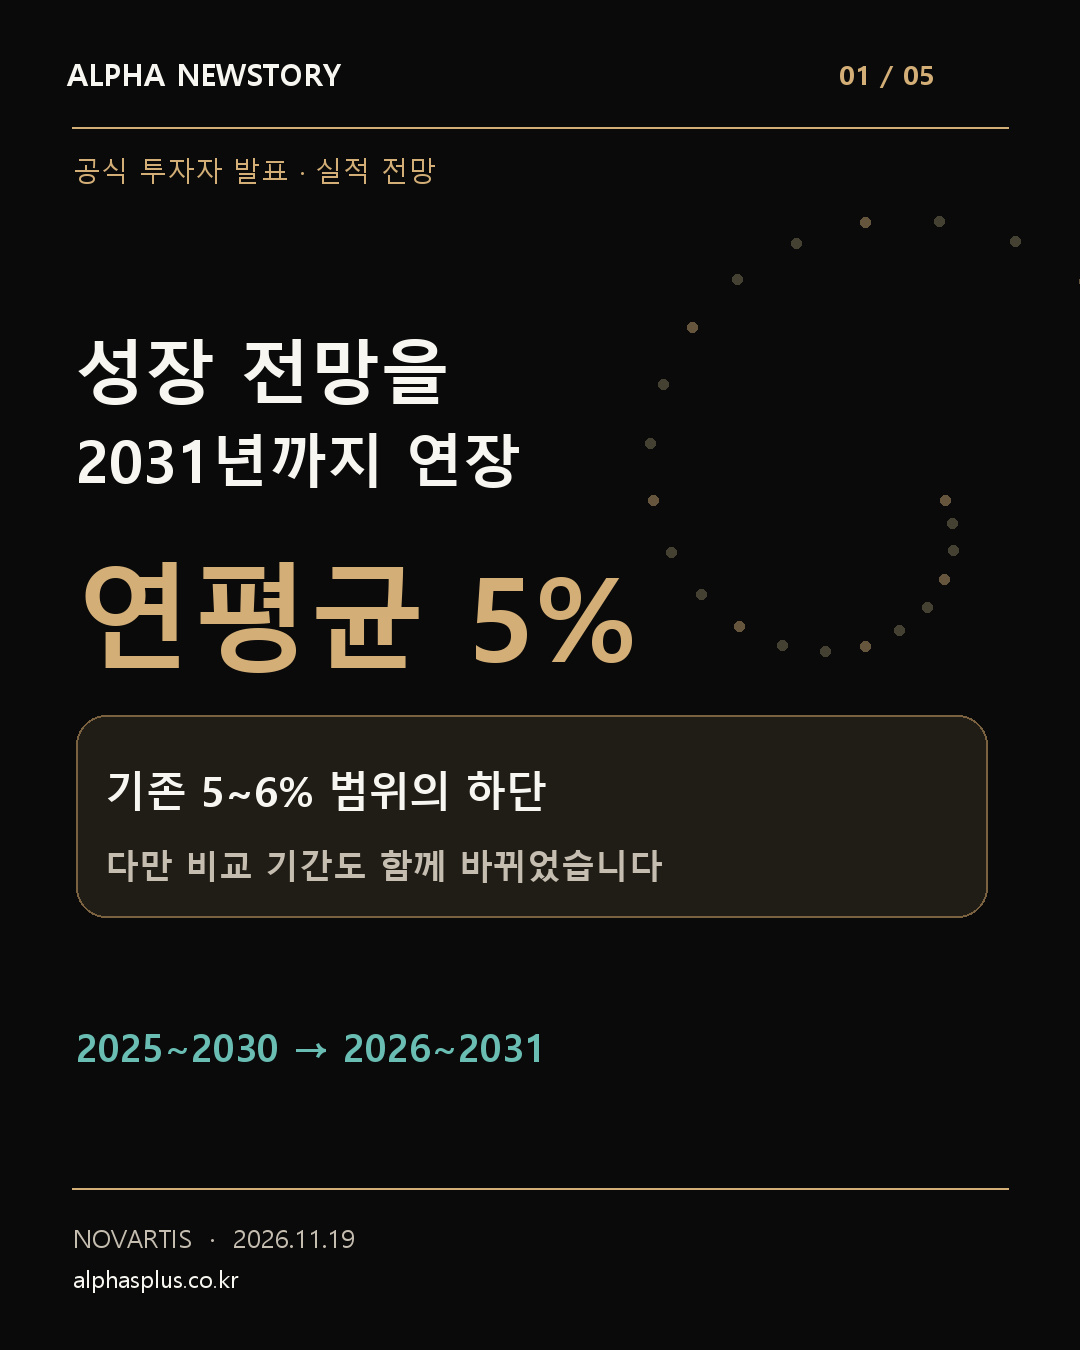 ALPHA NEWSTORY
01 / 05
공식 투자자 발표 · 실적 전망
성장 전망을
2031년까지 연장
연평균 5%
기존 5~6% 범위의 하단
다만 비교 기간도 함께 바뀌었습니다
2025~2030 → 2026~2031
NOVARTIS · 2026.11.19
alphasplus.co.kr